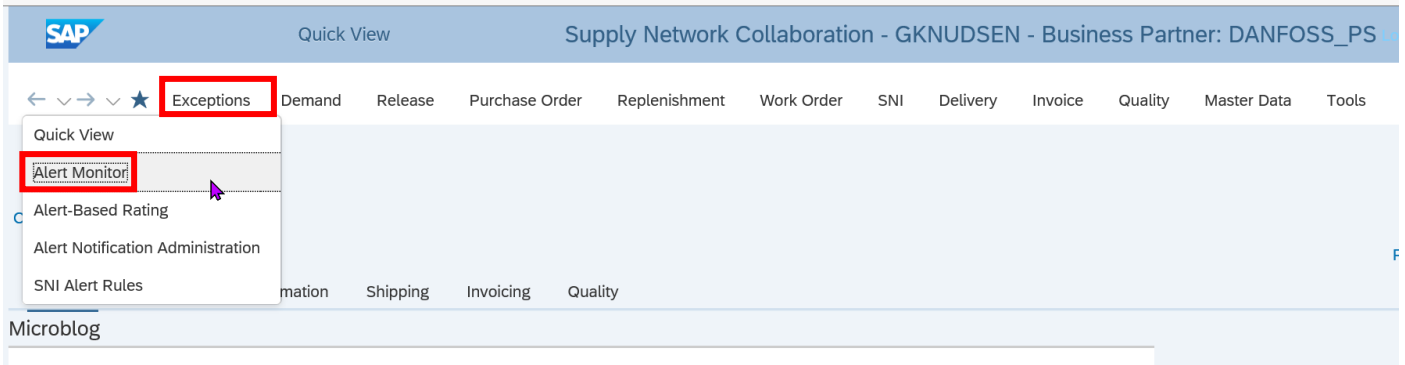 SAP Quick View Supply Network Collaboration - GKNUDSEN - Business Partner: DANFOSS_PS
Exceptions Demand Release Purchase Order Replenishment Work Order SNI Delivery Invoice Quality Master Data Tools
Quick View
Alert Monitor
Alert-Based Rating
Alert Notification Administration
SNI Alert Rules
mation Shipping Invoicing Quality
Microblog